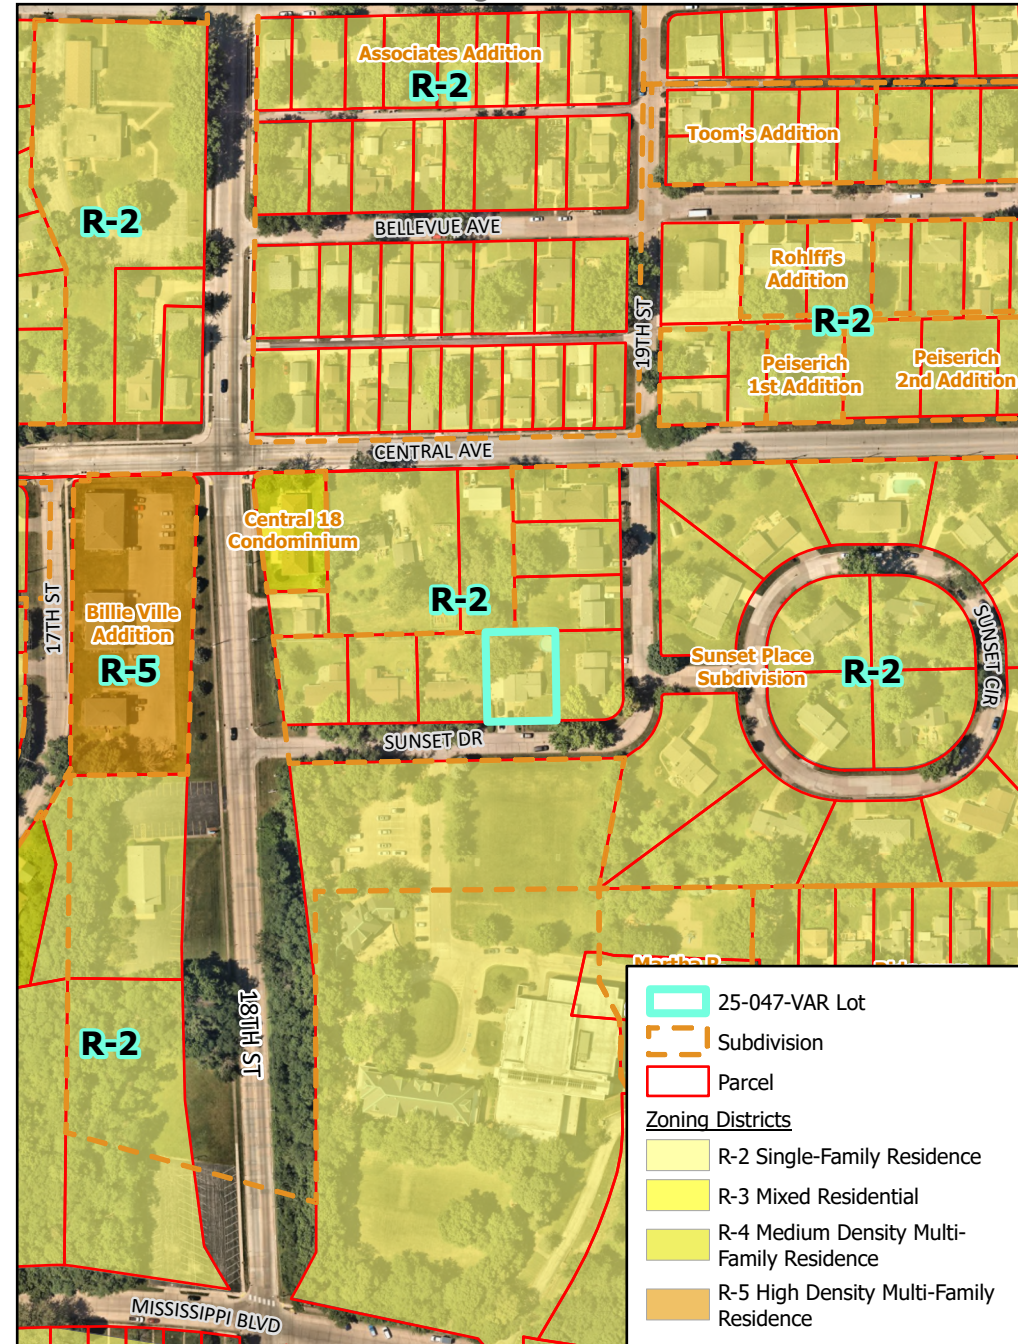 Associates Addition
R-2
Toom's Addition
R-2
BELLEVUE AVE
Rohlff's
Addition
R-2
19TH ST
Peiserich
1st Addition
Peiserich
2nd Addition
CENTRAL AVE
Central 18
Condominium
17TH ST
Billie Ville
Addition
R-5
R-2
Sunset Place
Subdivision
R-2
SUNSET CIR
SUNSET DR
Martha P.
18TH ST
R-2
MISSISSIPPI BLVD
25-047-VAR Lot
Subdivision
Parcel
Zoning Districts
R-2 Single-Family Residence
R-3 Mixed Residential
R-4 Medium Density Multi-
Family Residence
R-5 High Density Multi-Family
Residence